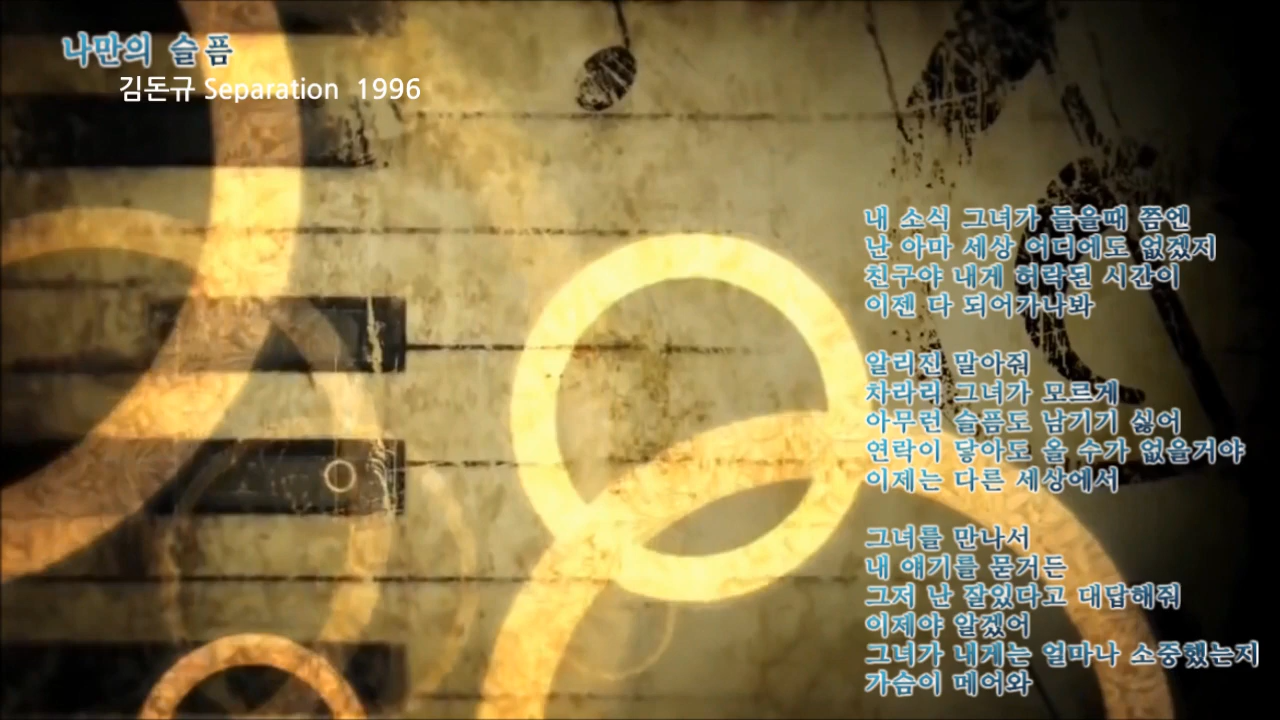 나만의 슬픔
김돈규 Separation 1996
내 소식 그녀가 들을때 쯤엔
난 아마 세상 어디에도 없겠지
친구야 내게 허락된 시간이
이젠 다 되어가나봐
알리진 말아줘
차라리 그녀가 모르게
아무런 슬픔도 남기기 싫어
연락이 닿아도 올 수가 없을거야
이제는 다른 세상에서
그녀를 만나서
내 얘기를 묻거든
그저 난 잘있다고 대답해줘
이제야 알겠어
그녀가 내게는 얼마나 소중했는지
가슴이 메어와